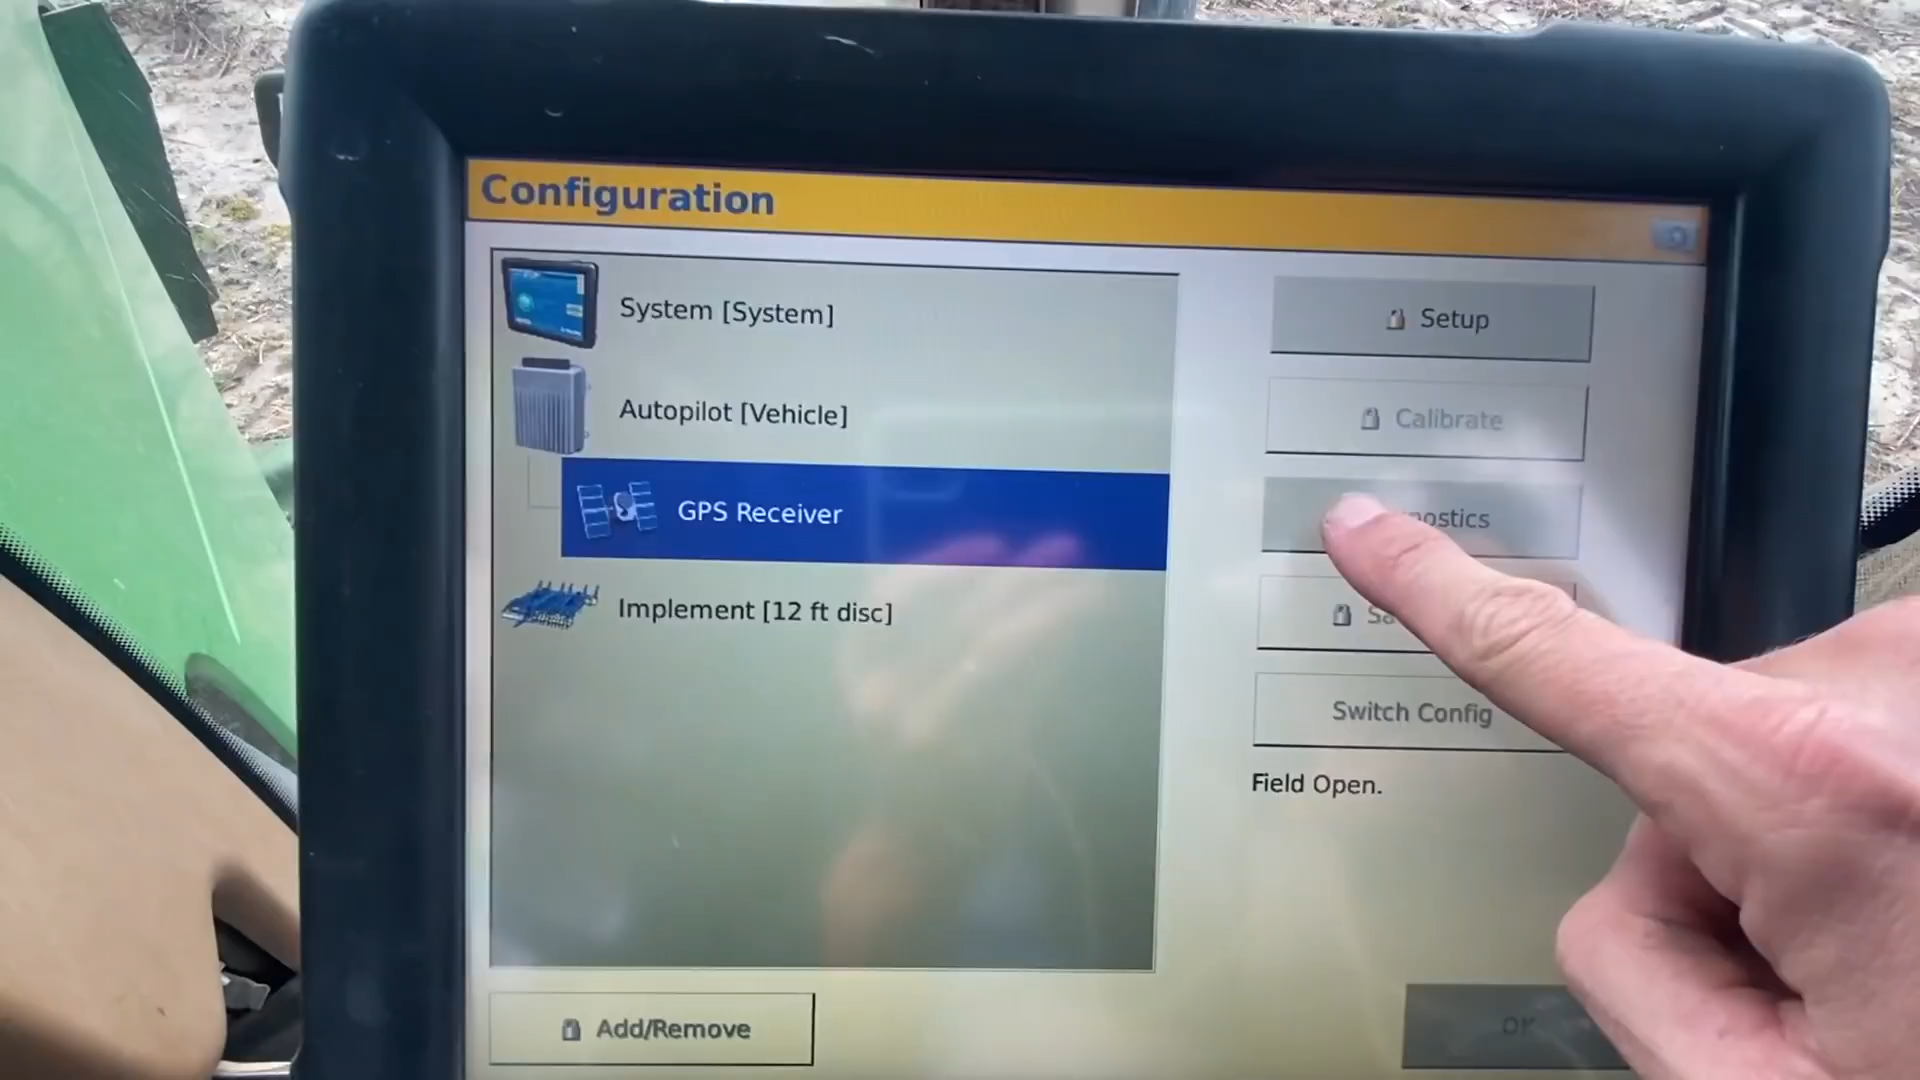 Configuration
System [System]
Autopilot [Vehicle]
GPS Receiver
Implement [12 ft disc]
Setup
Calibrate
Switch Config
Field Open.
Add/Remove
OK